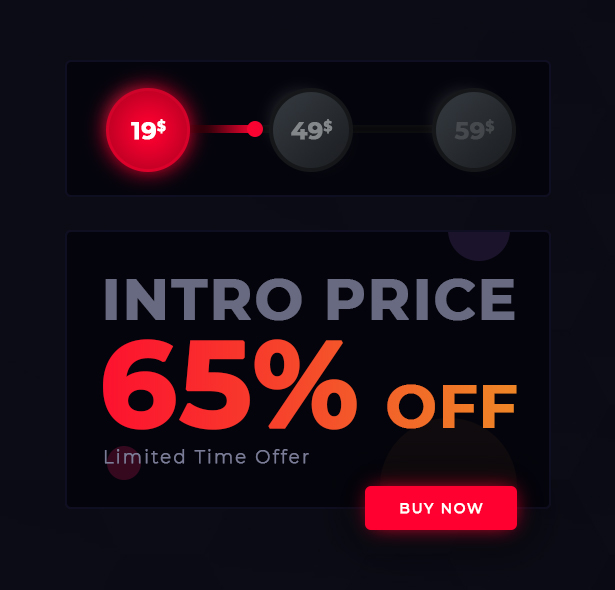 19$ 49$ 59$
INTRO PRICE
65% OFF
Limited Time Offer
BUY NOW